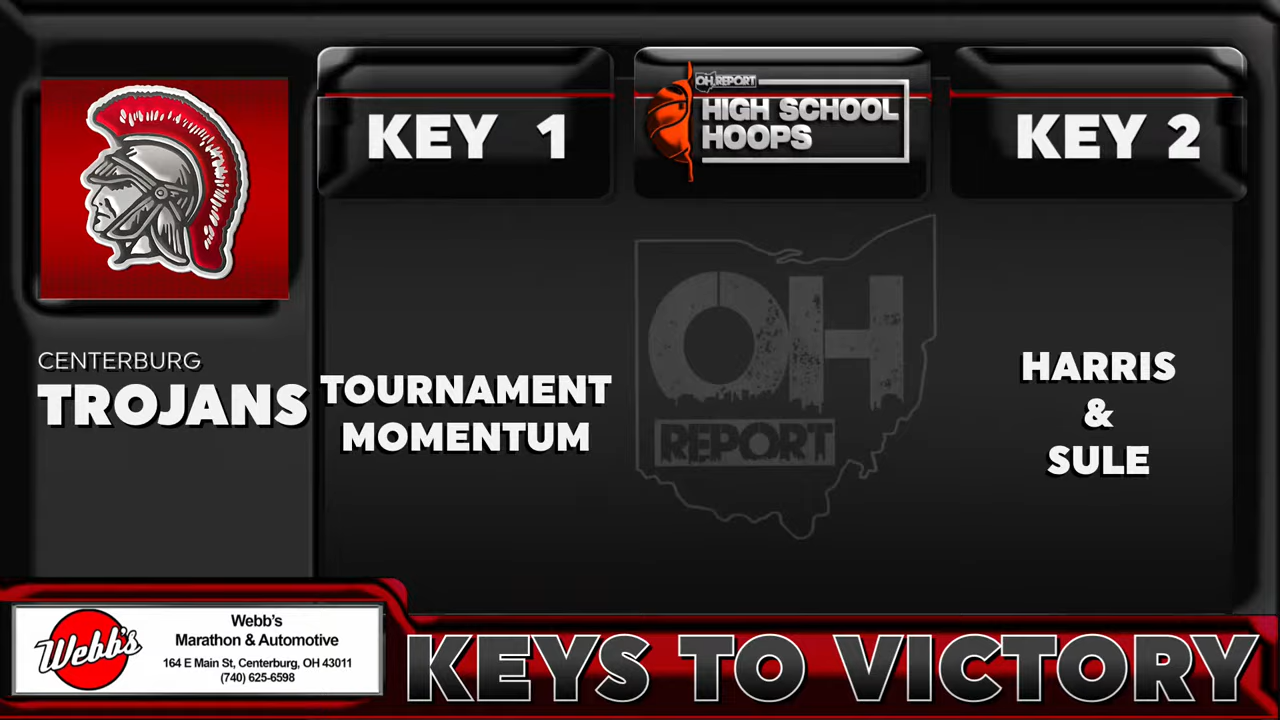 KEY 1
OH REPORT
HIGH SCHOOL
HOOPS
KEY 2
CENTERBURG
TROJANS
TOURNAMENT
MOMENTUM
OH
REPORT
HARRIS
&
SULE
Webb's
Webb's
Marathon & Automotive
164 E Main St, Centerburg, OH 43011
(740) 625-6598
KEYS TO VICTORY